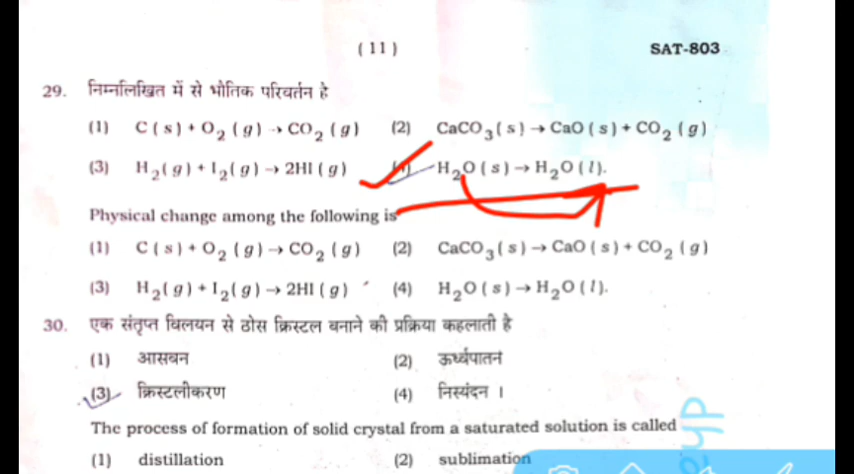 ( 11 ) SAT-803
29. निम्नलिखित में से भौतिक परिवर्तन है
(1) C ( s ) + O₂ ( g ) → CO₂ ( g ) (2) CaCO₃ ( s ) → CaO ( s ) + CO₂ ( g )
(3) H₂ ( g ) + I₂ ( g ) → 2HI ( g ) H₂O ( s ) → H₂O ( l ).
Physical change among the following is
(1) C ( s ) + O₂ ( g ) → CO₂ ( g ) (2) CaCO₃ ( s ) → CaO ( s ) + CO₂ ( g )
(3) H₂ ( g ) + I₂ ( g ) → 2HI ( g ) (4) H₂O ( s ) → H₂O ( l ).
30. एक संतृप्त विलयन से ठोस क्रिस्टल बनाने की प्रक्रिया कहलाती है
(1) आसवन (2) ऊर्ध्वपातन
(3) क्रिस्टलीकरण (4) निस्यंदन ।
The process of formation of solid crystal from a saturated solution is called
(1) distillation (2) sublimation